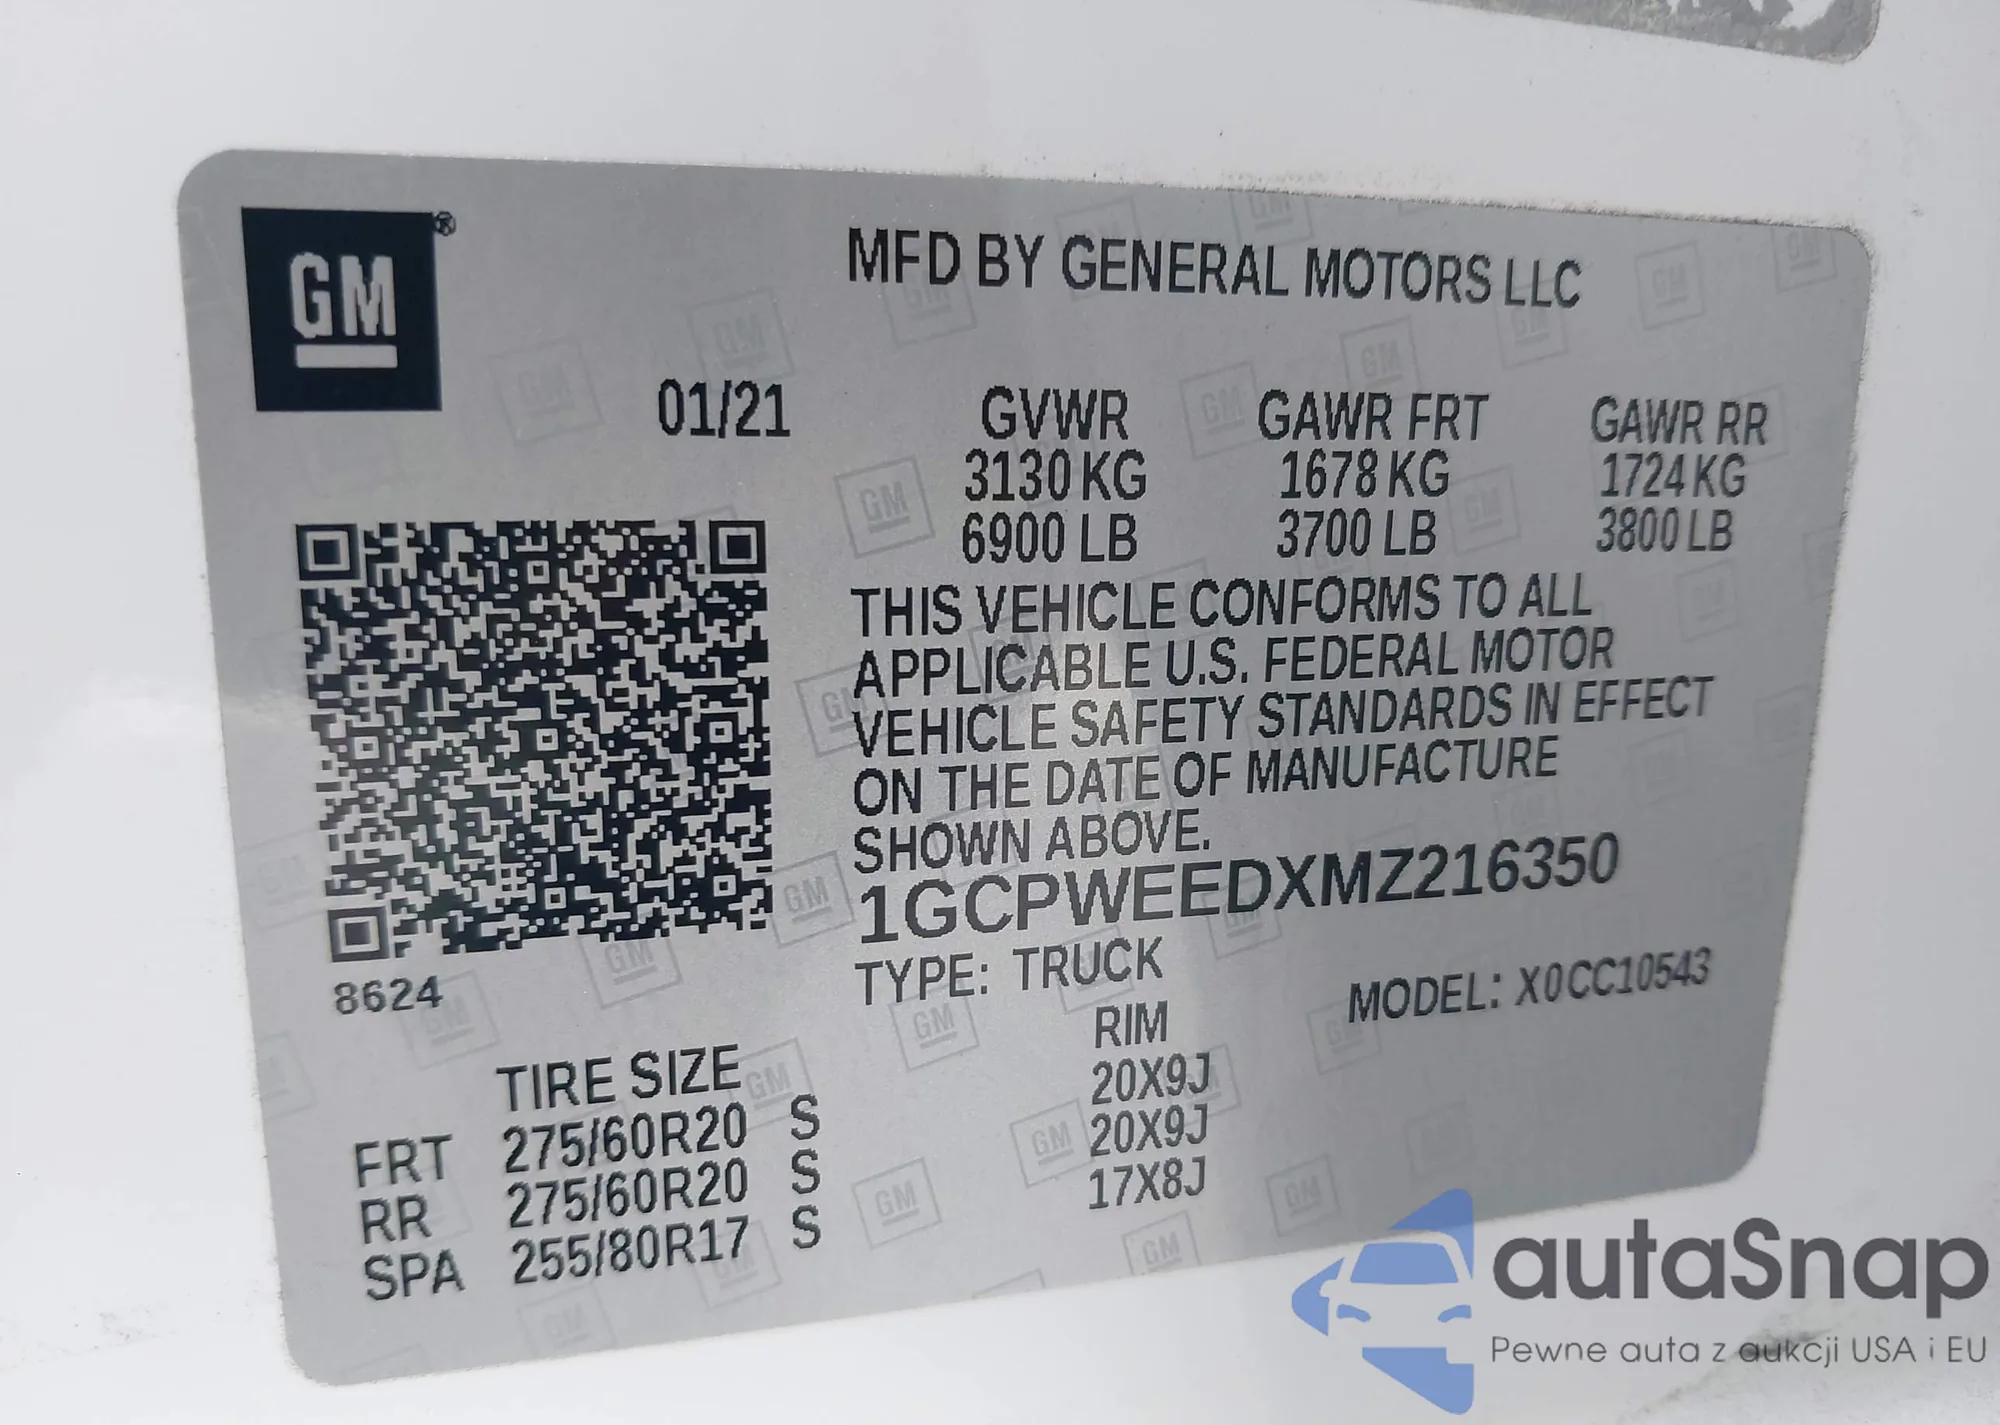 GM®
MFD BY GENERAL MOTORS LLC
01/21
GVWR GAWR FRT GAWR RR
3130 KG 1678 KG 1724 KG
6900 LB 3700 LB 3800 LB
THIS VEHICLE CONFORMS TO ALL
APPLICABLE U.S. FEDERAL MOTOR
VEHICLE SAFETY STANDARDS IN EFFECT
ON THE DATE OF MANUFACTURE
SHOWN ABOVE.
1GCPWEEDXMZ216350
TYPE: TRUCK MODEL: X0CC10543
8624
TIRE SIZE RIM
FRT 275/60R20 S 20X9J
RR 275/60R20 S 20X9J
SPA 255/80R17 S 17X8J
autaSnap
Pewne auta z aukcji USA i EU